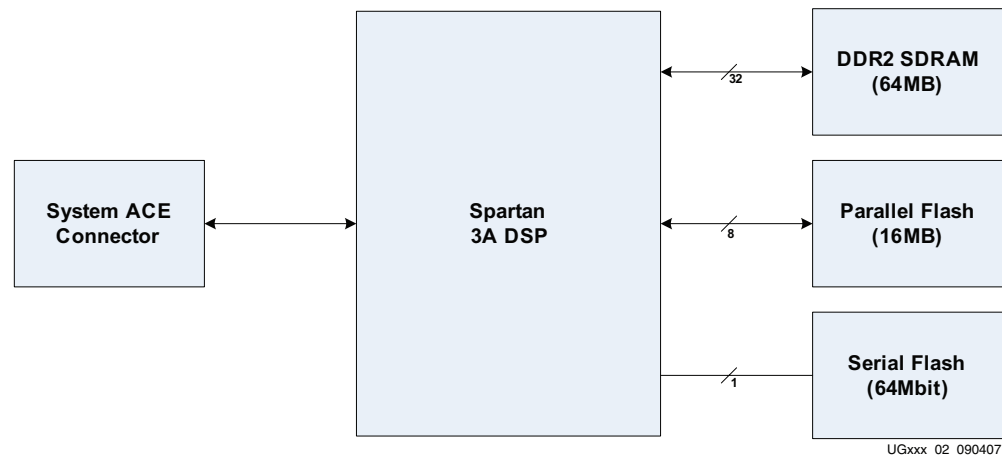 DDR2 SDRAM
(64MB)
32
System ACE
Connector
Spartan
3A DSP
Parallel Flash
(16MB)
8
Serial Flash
(64Mbit)
1
UGxxx_02_090407